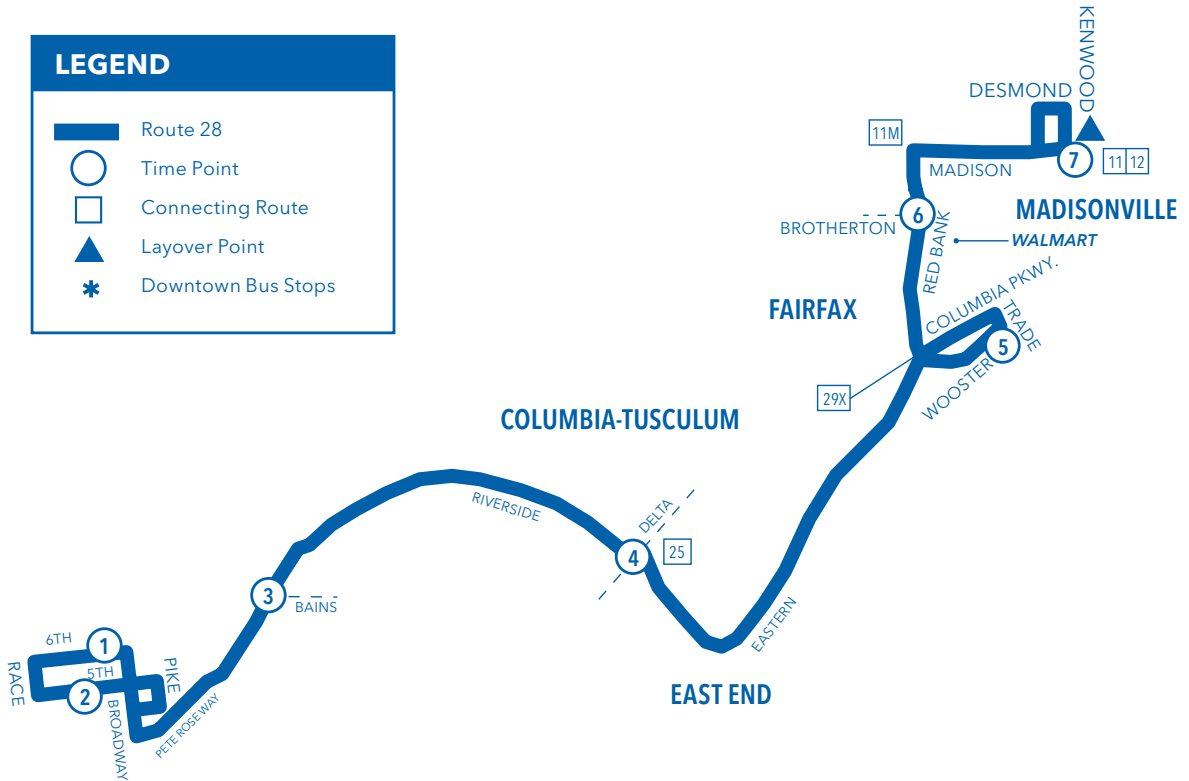 LEGEND
Route 28
Time Point
Connecting Route
Layover Point
Downtown Bus Stops
KENWOOD
DESMOND
11M
7
11 12
MADISON
MADISONVILLE
6
BROTHERTON
RED BANK
WALMART
COLUMBIA PKWY.
FAIRFAX
TRADE
5
WOOSTER
29X
COLUMBIA-TUSCULUM
RIVERSIDE
DELTA
4
25
3
BAINS
EASTERN
6TH
1
RACE
5TH
PIKE
2
BROADWAY
PETE ROSE WAY
EAST END